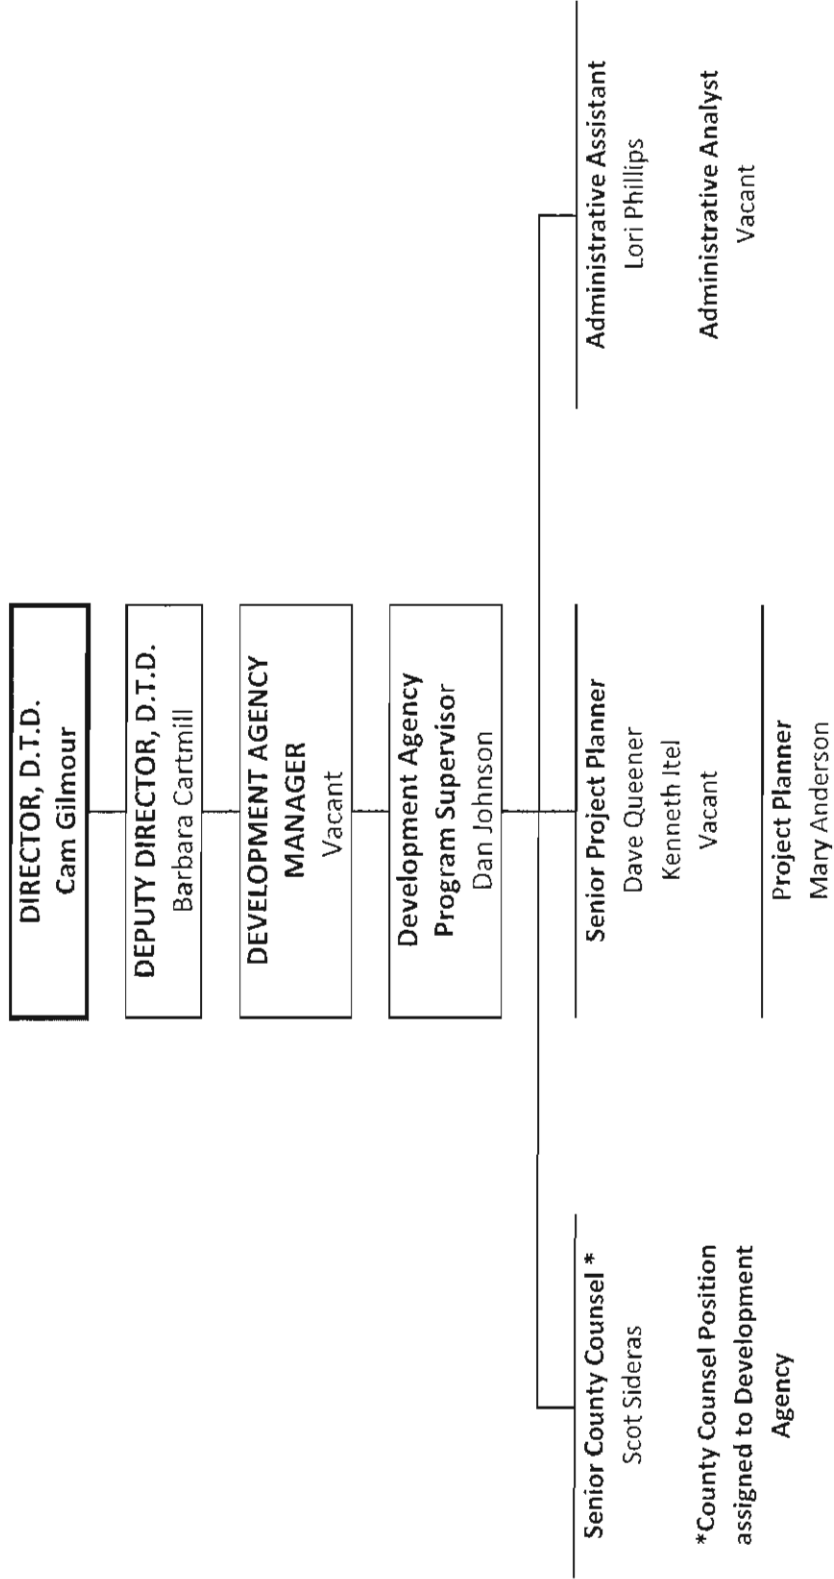 DIRECTOR, D.T.D.
Cam Gilmour
DEPUTY DIRECTOR, D.T.D.
Barbara Cartmill
DEVELOPMENT AGENCY
MANAGER
Vacant
Development Agency
Program Supervisor
Dan Johnson
Senior County Counsel *
Scot Sideras
*County Counsel Position
assigned to Development
Agency
Senior Project Planner
Dave Queener
Kenneth Itel
Vacant
Project Planner
Mary Anderson
Administrative Assistant
Lori Phillips
Administrative Analyst
Vacant